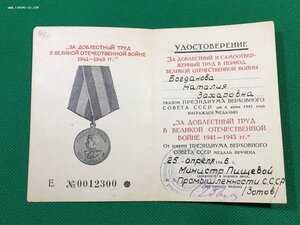 „ЗА ДОБЛЕСТНЫЙ ТРУД
В ВЕЛИКОЙ ОТЕЧЕСТВЕННОЙ ВОЙНЕ
1941—1945 гг.“
Е № 0012300
УДОСТОВЕРЕНИЕ
ЗА ДОБЛЕСТНЫЙ И САМООТВЕР-
ЖЕННЫЙ ТРУД В ПЕРИОД
ВЕЛИКОЙ ОТЕЧЕСТВЕННОЙ ВОЙНЫ
Богданова
Наталия
Захаровна
УКАЗОМ ПРЕЗИДИУМА ВЕРХОВНОГО
СОВЕТА СССР от 6 июня 1945 года
НАГРАЖДЕН МЕДАЛЬЮ
„ЗА ДОБЛЕСТНЫЙ ТРУД
В ВЕЛИКОЙ ОТЕЧЕСТВЕННОЙ
ВОЙНЕ 1941—1945 гг.“
От имени ПРЕЗИДИУМА ВЕРХОВНОГО
СОВЕТА СССР МЕДАЛЬ ВРУЧЕНА
25 апреля 1946 г.
Министр Пищевой
Промышленности С.С.С.Р.
(Зотов)